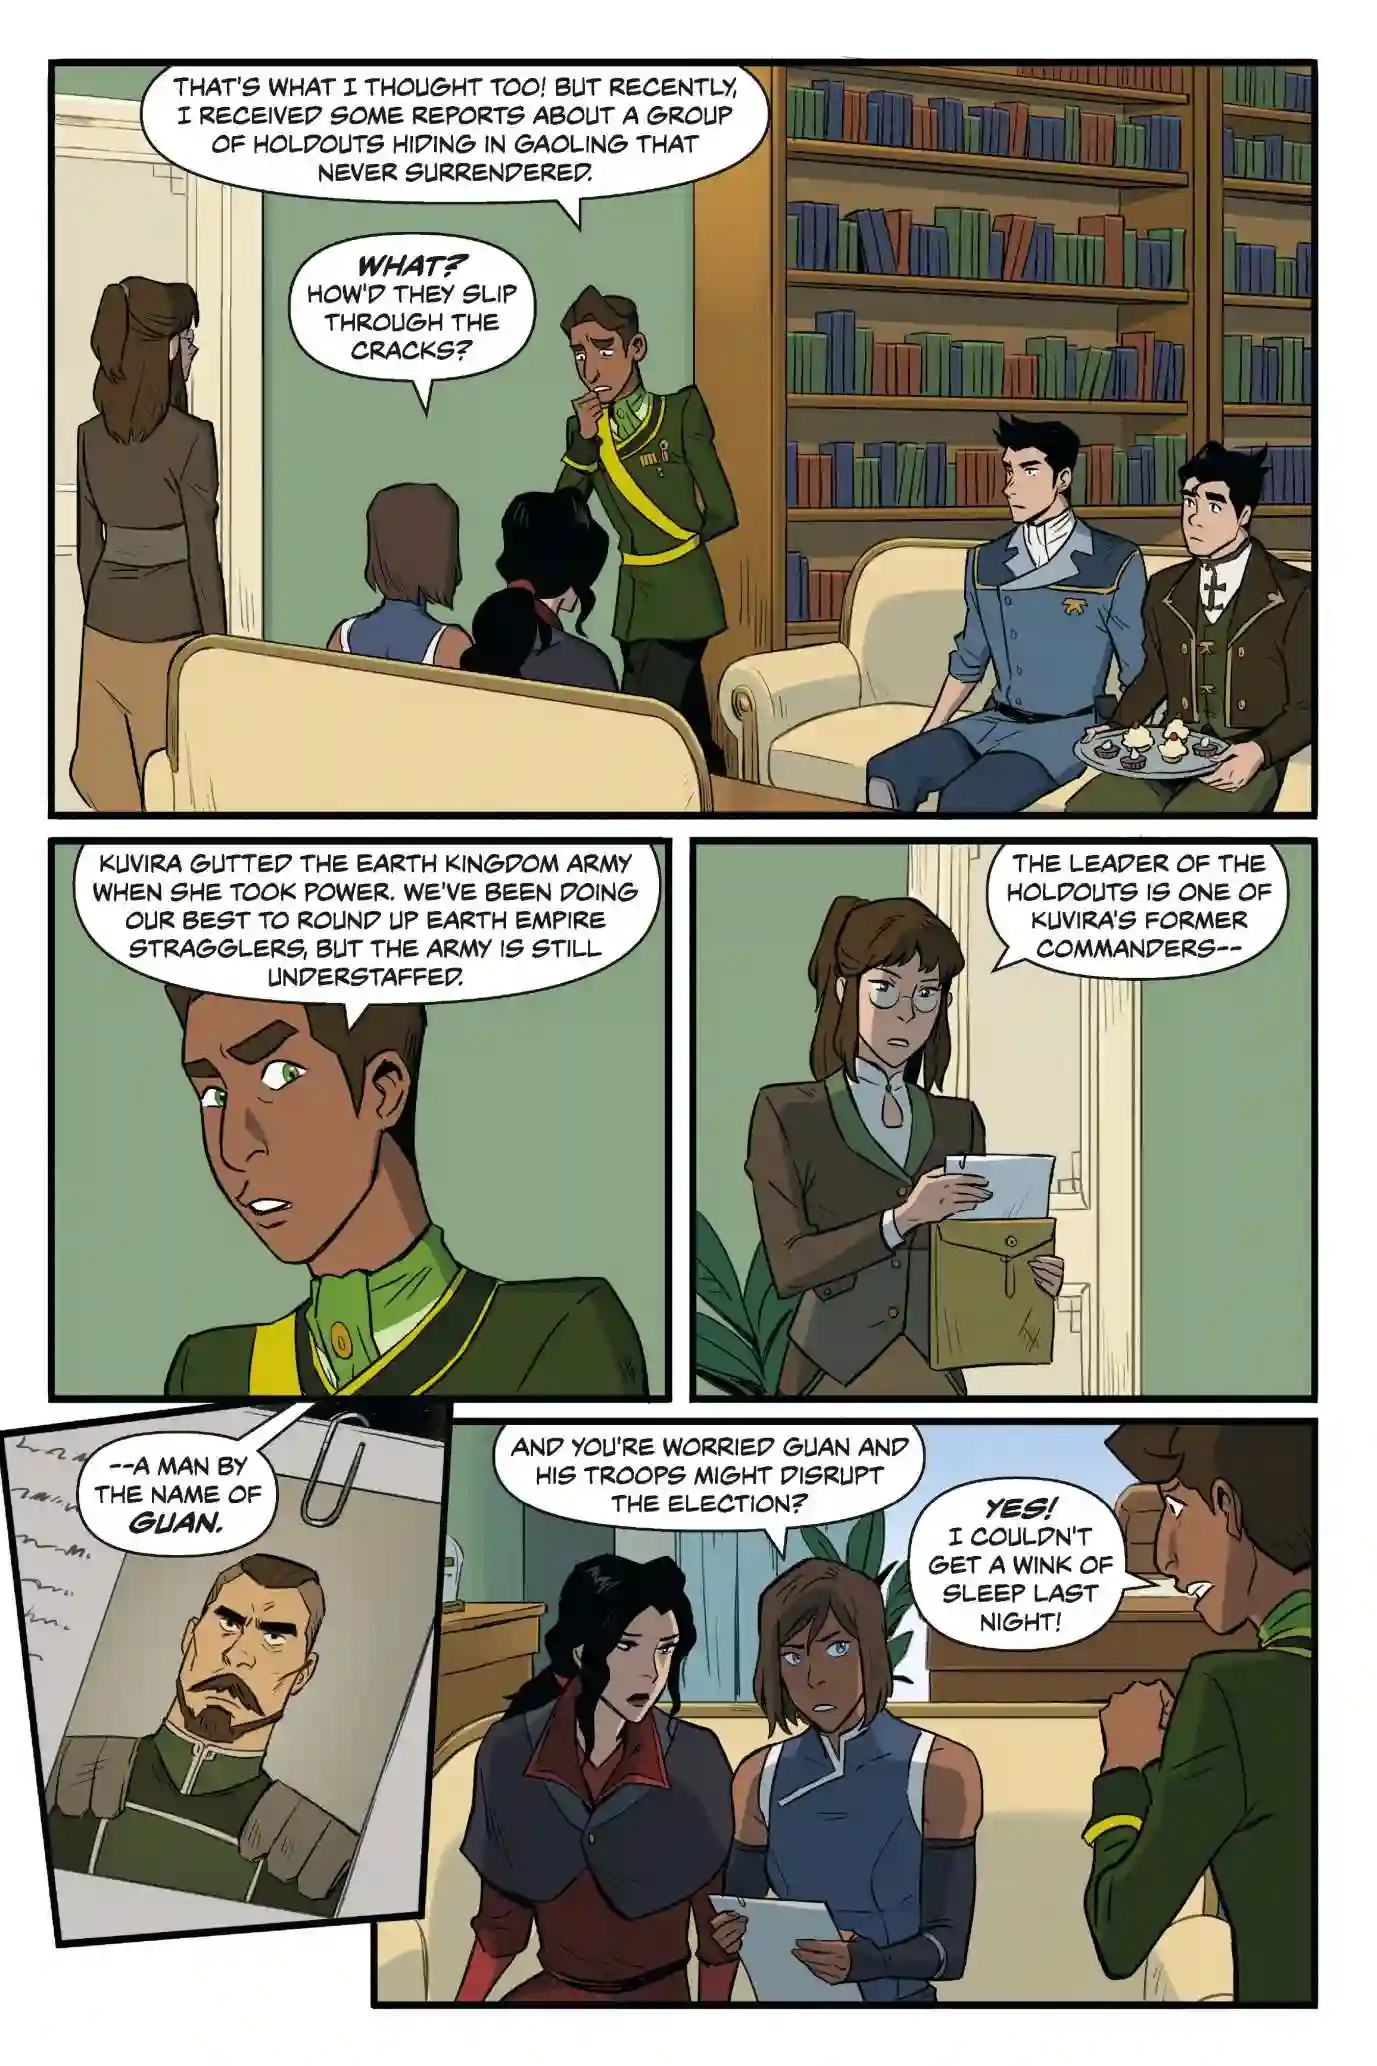 THAT'S WHAT I THOUGHT TOO! BUT RECENTLY,
I RECEIVED SOME REPORTS ABOUT A GROUP
OF HOLDOUTS HIDING IN GAOLING THAT
NEVER SURRENDERED.
WHAT?
HOW'D THEY SLIP
THROUGH THE
CRACKS?
KUVIRA GUTTED THE EARTH KINGDOM ARMY
WHEN SHE TOOK POWER. WE'VE BEEN DOING
OUR BEST TO ROUND UP EARTH EMPIRE
STRAGGLERS, BUT THE ARMY IS STILL
UNDERSTAFFED.
THE LEADER OF THE
HOLDOUTS IS ONE OF
KUVIRA'S FORMER
COMMANDERS--
--A MAN BY
THE NAME OF
GUAN.
AND YOU'RE WORRIED GUAN AND
HIS TROOPS MIGHT DISRUPT
THE ELECTION?
YES!
I COULDN'T
GET A WINK OF
SLEEP LAST
NIGHT!